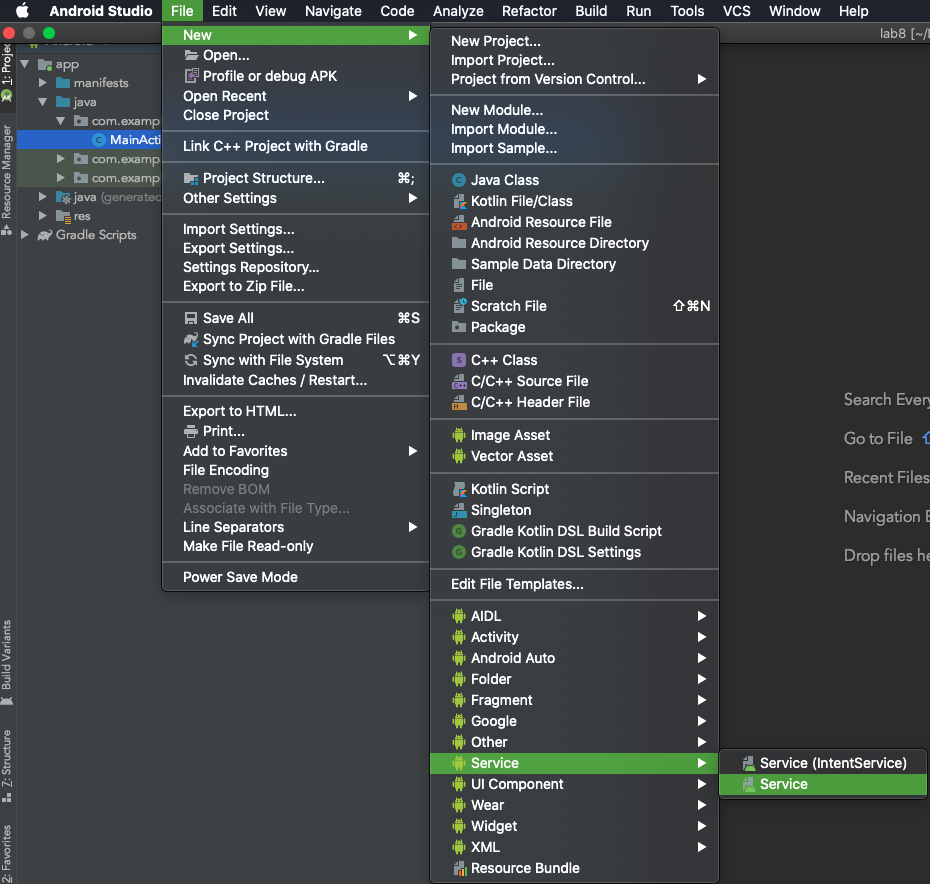 Android Studio File Edit View Navigate Code Analyze Refactor Build Run Tools VCS Window Help
lab8 [~/
1: Projec
Resource Manager
Build Variants
Z: Structure
2: Favorites
app
manifests
java
com.examp
MainActi
com.examp
com.examp
java (generated
res
Gradle Scripts
New
Open...
Profile or debug APK
Open Recent
Close Project
Link C++ Project with Gradle
Project Structure... ⌘;
Other Settings
Import Settings...
Export Settings...
Settings Repository...
Export to Zip File...
Save All ⌘S
Sync Project with Gradle Files
Sync with File System ⌥⌘Y
Invalidate Caches / Restart...
Export to HTML...
Print...
Add to Favorites
File Encoding
Remove BOM
Associate with File Type...
Line Separators
Make File Read-only
Power Save Mode
New Project...
Import Project...
Project from Version Control...
New Module...
Import Module...
Import Sample...
Java Class
Kotlin File/Class
Android Resource File
Android Resource Directory
Sample Data Directory
File
Scratch File ⇧⌘N
Package
C++ Class
C/C++ Source File
C/C++ Header File
Image Asset
Vector Asset
Kotlin Script
Singleton
Gradle Kotlin DSL Build Script
Gradle Kotlin DSL Settings
Edit File Templates...
AIDL
Activity
Android Auto
Folder
Fragment
Google
Other
Service
UI Component
Wear
Widget
XML
Resource Bundle
Service (IntentService)
Service
Search Every
Go to File ⇧
Recent Files
Navigation B
Drop files he